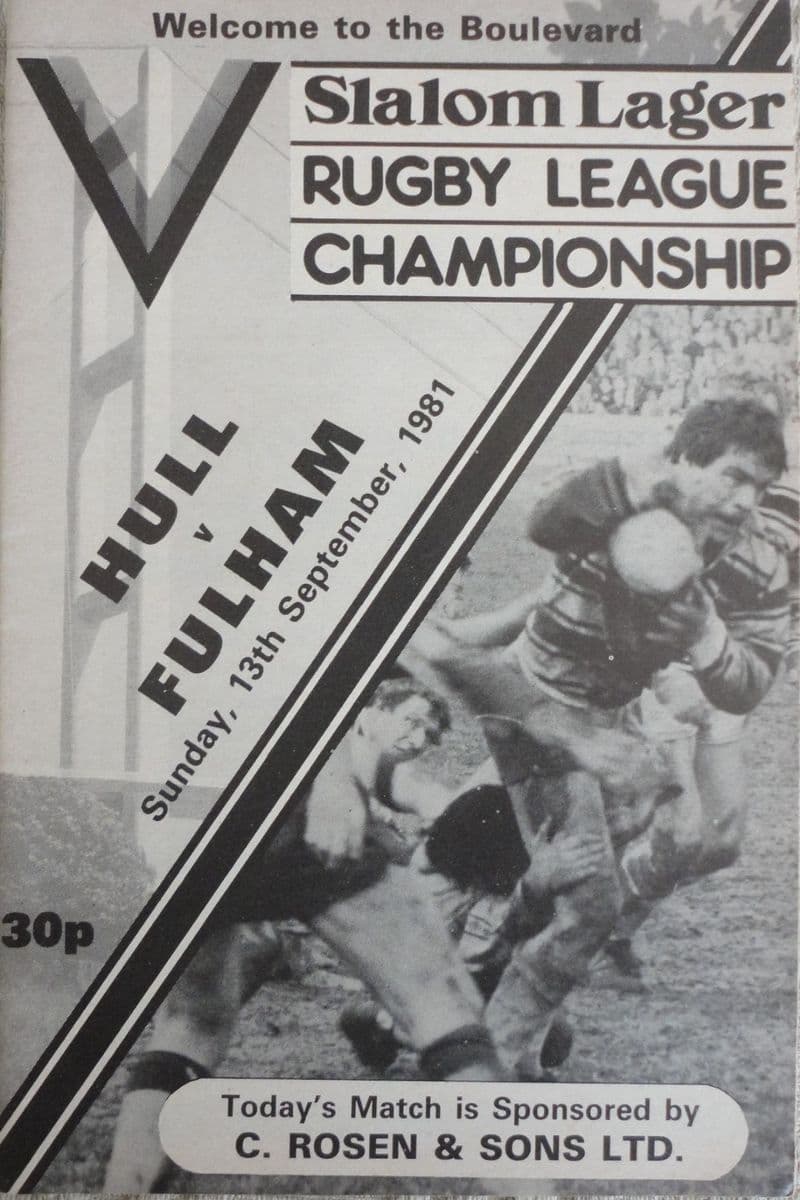 Welcome to the Boulevard
Slalom Lager
RUGBY LEAGUE
CHAMPIONSHIP
HULL
v
FULHAM
Sunday, 13th September, 1981
30p
Today's Match is Sponsored by
C. ROSEN & SONS LTD.